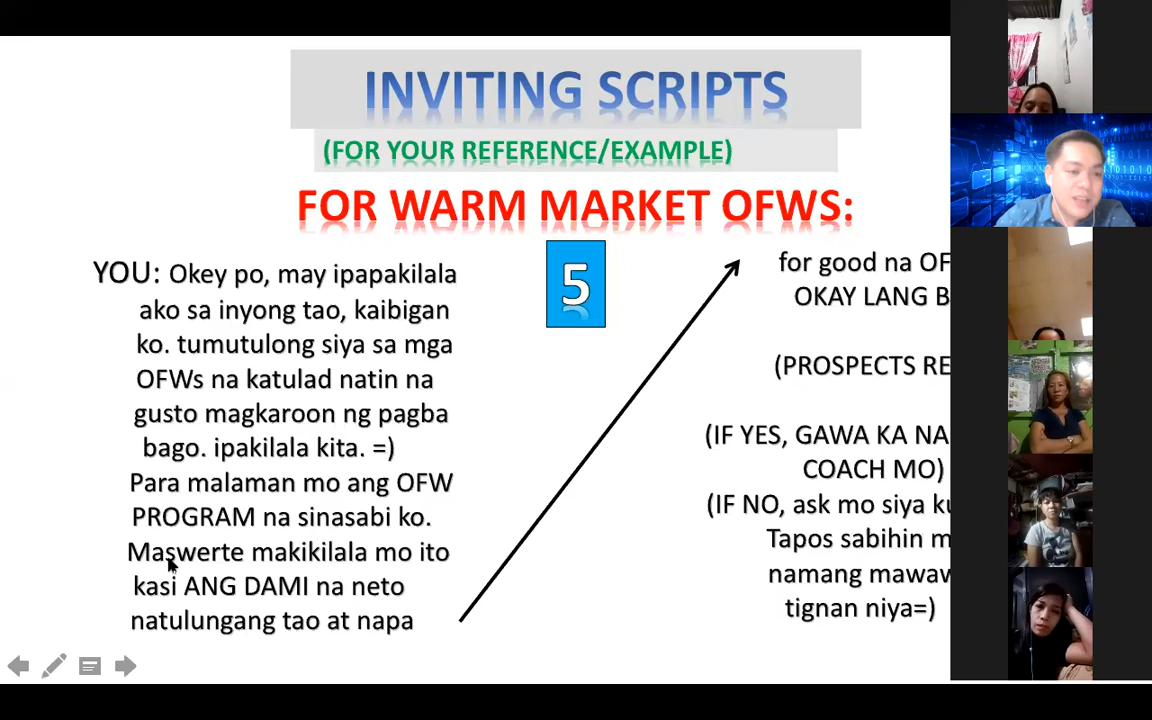 INVITING SCRIPTS
(FOR YOUR REFERENCE/EXAMPLE)
FOR WARM MARKET OFWS:
5
YOU: Okey po, may ipapakilala
ako sa inyong tao, kaibigan
ko. tumutulong siya sa mga
OFWs na katulad natin na
gusto magkaroon ng pagba
bago. ipakilala kita. =)
Para malaman mo ang OFW
PROGRAM na sinasabi ko.
Maswerte makikilala mo ito
kasi ANG DAMI na neto
natulungang tao at napa
for good na OF
OKAY LANG B
(PROSPECTS RE
(IF YES, GAWA KA NA
COACH MO)
(IF NO, ask mo siya ku
Tapos sabihin m
namang mawaw
tignan niya=)